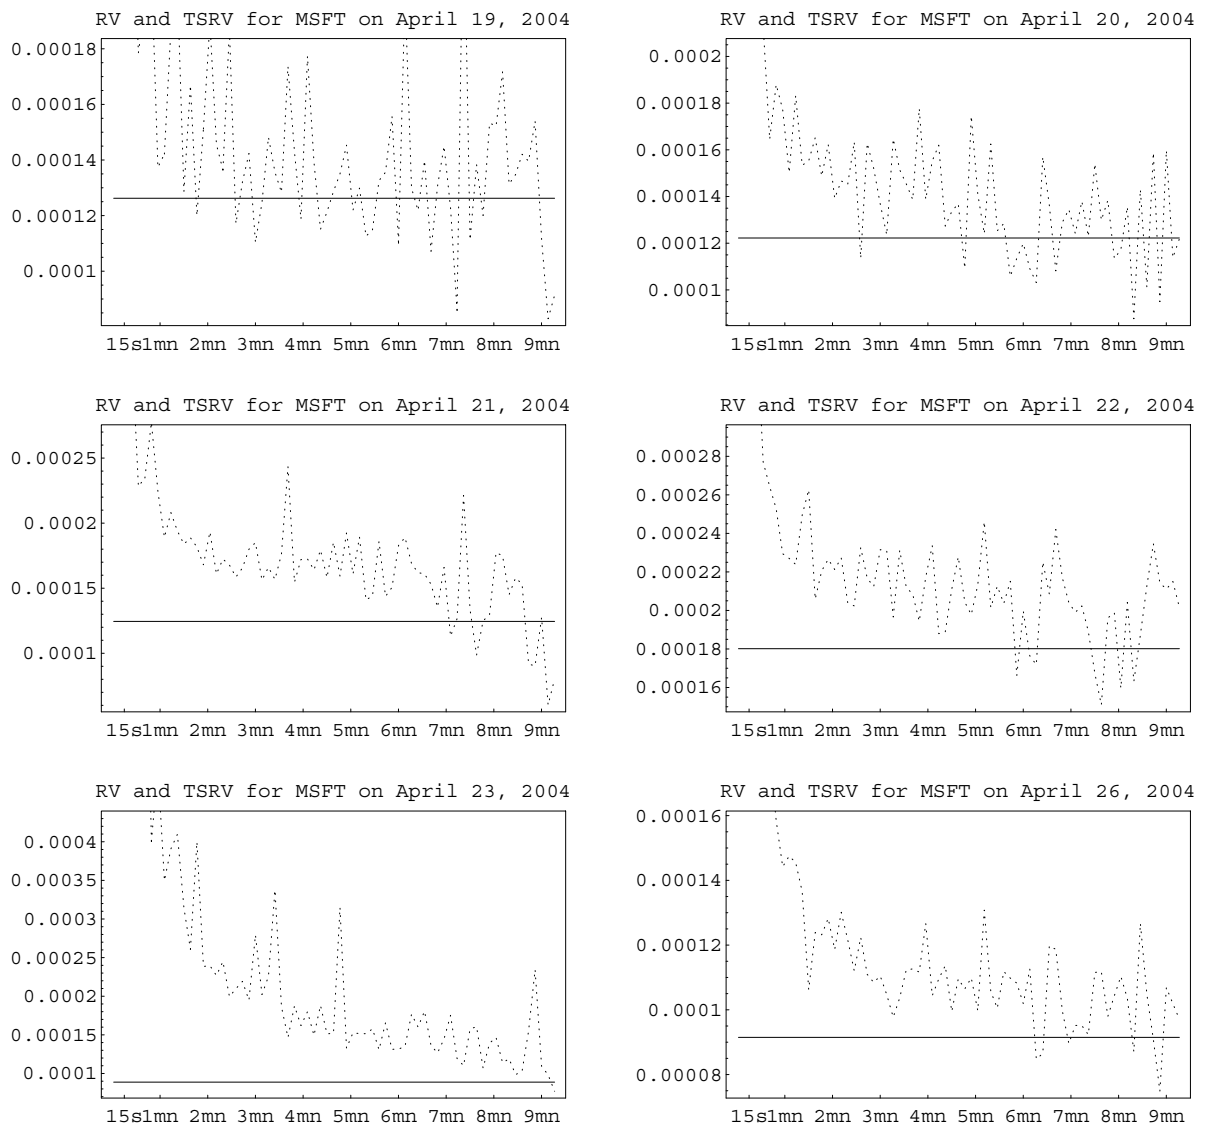 RV and TSRV for MSFT on April 19, 2004
0.00018
0.00016
0.00014
0.00012
0.0001
15s1mn 2mn 3mn 4mn 5mn 6mn 7mn 8mn 9mn
RV and TSRV for MSFT on April 20, 2004
0.0002
0.00018
0.00016
0.00014
0.00012
0.0001
15s1mn 2mn 3mn 4mn 5mn 6mn 7mn 8mn 9mn
RV and TSRV for MSFT on April 21, 2004
0.00025
0.0002
0.00015
0.0001
15s1mn 2mn 3mn 4mn 5mn 6mn 7mn 8mn 9mn
RV and TSRV for MSFT on April 22, 2004
0.00028
0.00026
0.00024
0.00022
0.0002
0.00018
0.00016
15s1mn 2mn 3mn 4mn 5mn 6mn 7mn 8mn 9mn
RV and TSRV for MSFT on April 23, 2004
0.0004
0.00035
0.0003
0.00025
0.0002
0.00015
0.0001
15s1mn 2mn 3mn 4mn 5mn 6mn 7mn 8mn 9mn
RV and TSRV for MSFT on April 26, 2004
0.00016
0.00014
0.00012
0.0001
0.00008
15s1mn 2mn 3mn 4mn 5mn 6mn 7mn 8mn 9mn